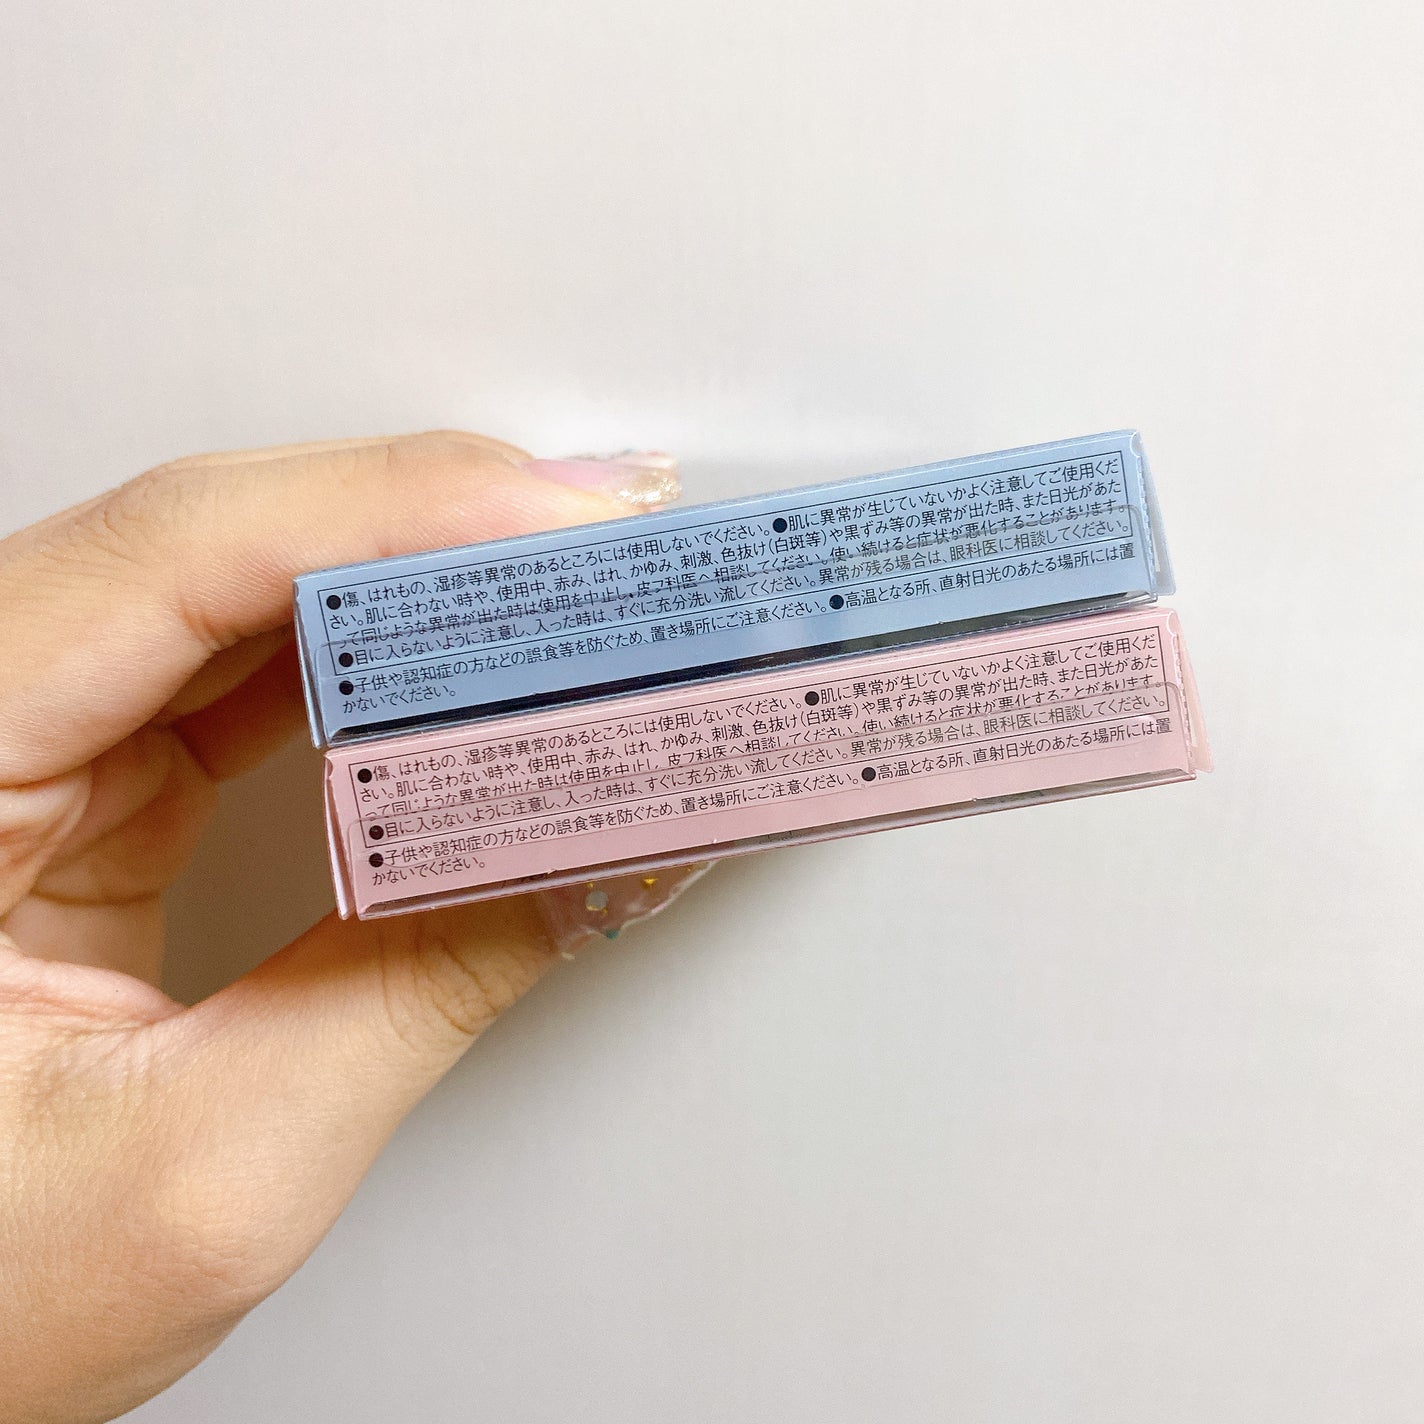 ●傷、はれもの、湿疹等異常のあるところには使用しないでください。●肌に異常が生じていないかよく注意してご使用くだ
さい。肌に合わない時や、使用中、赤み、はれ、かゆみ、刺激、色抜け(白斑等)や黒ずみ等の異常が出た時、また日光があた
って同じような異常が出た時は使用を中止し、皮フ科医へ相談してください。使い続けると症状が悪化することがあります。
●目に入らないように注意し、入った時は、すぐに充分洗い流してください。異常が残る場合は、眼科医に相談してください。
●子供や認知症の方などの誤食等を防ぐため、置き場所にご注意ください。●高温となる所、直射日光のあたる場所には置
かないでください。
●傷、はれもの、湿疹等異常のあるところには使用しないでください。●肌に異常が生じていないかよく注意してご使用くだ
さい。肌に合わない時や、使用中、赤み、はれ、かゆみ、刺激、色抜け(白斑等)や黒ずみ等の異常が出た時、また日光があた
って同じような異常が出た時は使用を中止し、皮フ科医へ相談してください。使い続けると症状が悪化することがあります。
●目に入らないように注意し、入った時は、すぐに充分洗い流してください。異常が残る場合は、眼科医に相談してください。
●子供や認知症の方などの誤食等を防ぐため、置き場所にご注意ください。●高温となる所、直射日光のあたる場所には置
かないでください。